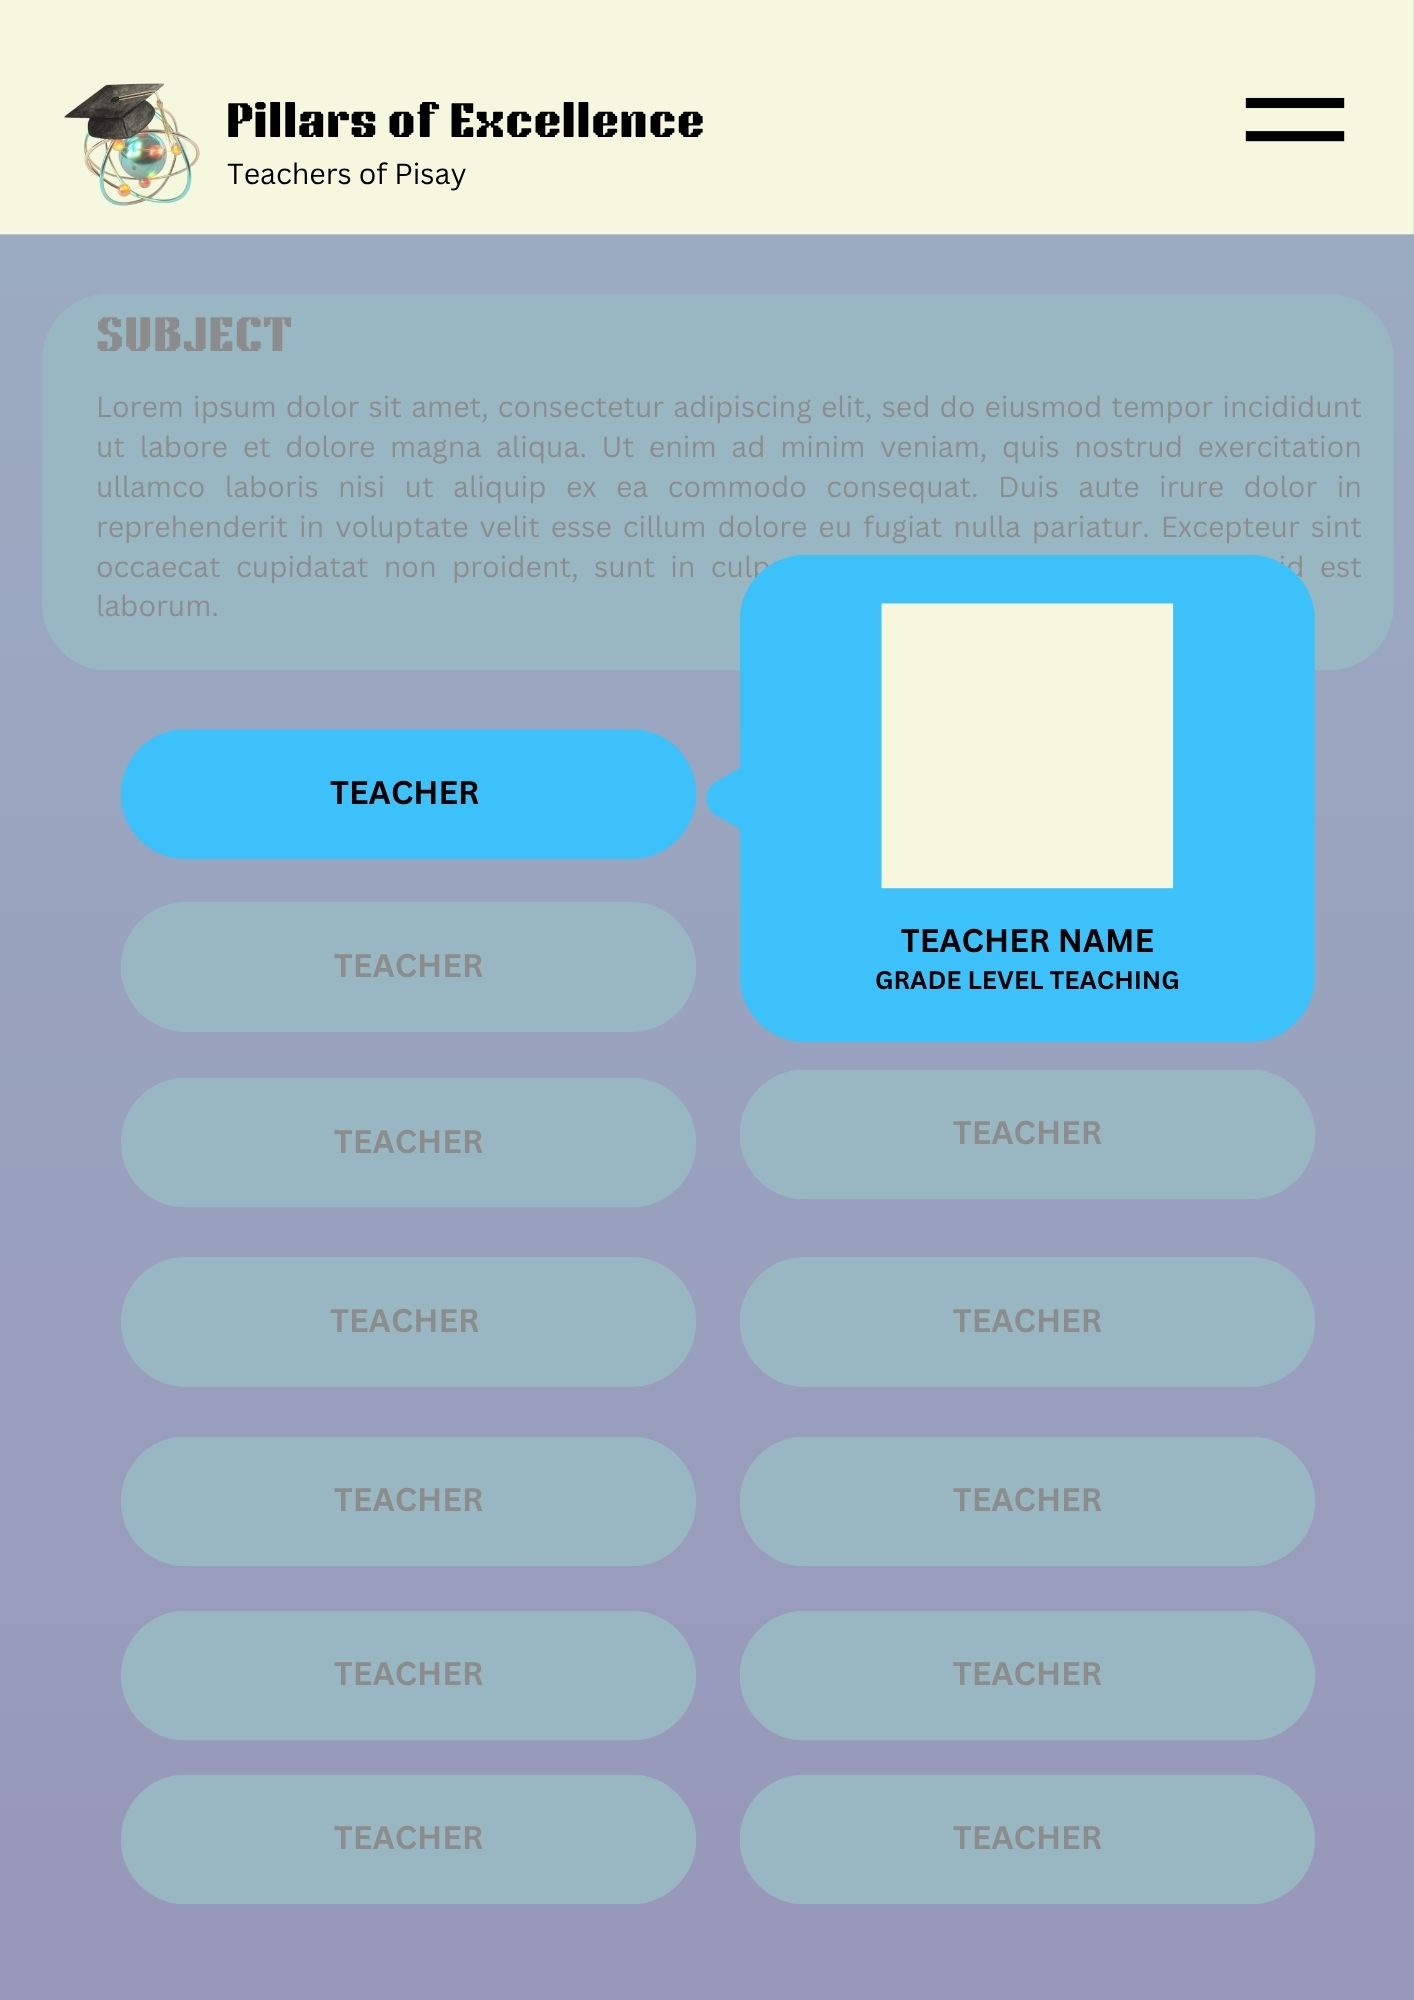 Pillars of Excellence
Teachers of Pisay
SUBJECT
Lorem ipsum dolor sit amet, consectetur adipiscing elit, sed do eiusmod tempor incididunt
ut labore et dolore magna aliqua. Ut enim ad minim veniam, quis nostrud exercitation
ullamco laboris nisi ut aliquip ex ea commodo consequat. Duis aute irure dolor in
reprehenderit in voluptate velit esse cillum dolore eu fugiat nulla pariatur. Excepteur sint
occaecat cupidatat non proident, sunt in est
laborum.
TEACHER
TEACHER NAME
GRADE LEVEL TEACHING
TEACHER
TEACHER
TEACHER
TEACHER
TEACHER
TEACHER
TEACHER
TEACHER
TEACHER
TEACHER
TEACHER